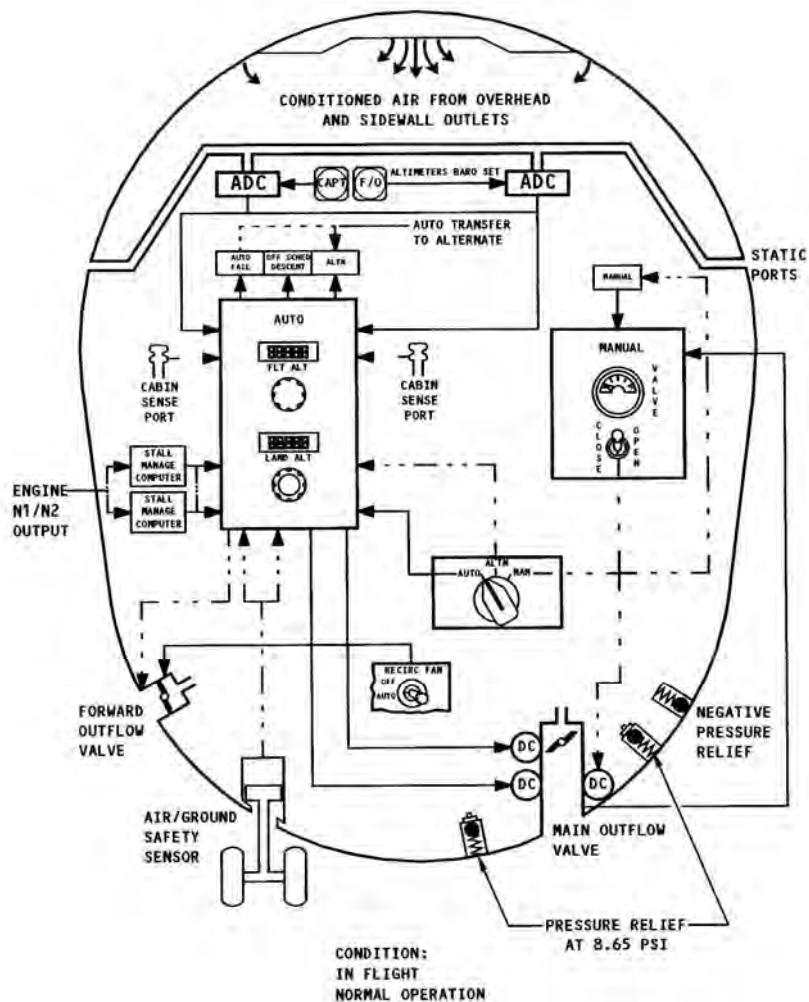 CONDITIONED AIR FROM OVERHEAD
AND SIDEWALL OUTLETS
ADC
CAPT
F/O
ALTIMETERS BARO SET
ADC
AUTO TRANSFER
TO ALTERNATE
AUTO
FAIL
OFF SCHED
DESCENT
ALTN
STATIC
PORTS
MANUAL
AUTO
FLT ALT
LAND ALT
CABIN
SENSE
PORT
CABIN
SENSE
PORT
MANUAL
VALVE
CLOSE
OPEN
STALL
MANAGE
COMPUTER
STALL
MANAGE
COMPUTER
ENGINE
N1/N2
OUTPUT
ALTN
AUTO
MAN
RECIRC FAN
OFF
AUTO
FORWARD
OUTFLOW
VALVE
NEGATIVE
PRESSURE
RELIEF
DC
DC
DC
AIR/GROUND
SAFETY
SENSOR
MAIN OUTFLOW
VALVE
PRESSURE RELIEF
AT 8.65 PSI
CONDITION:
IN FLIGHT
NORMAL OPERATION